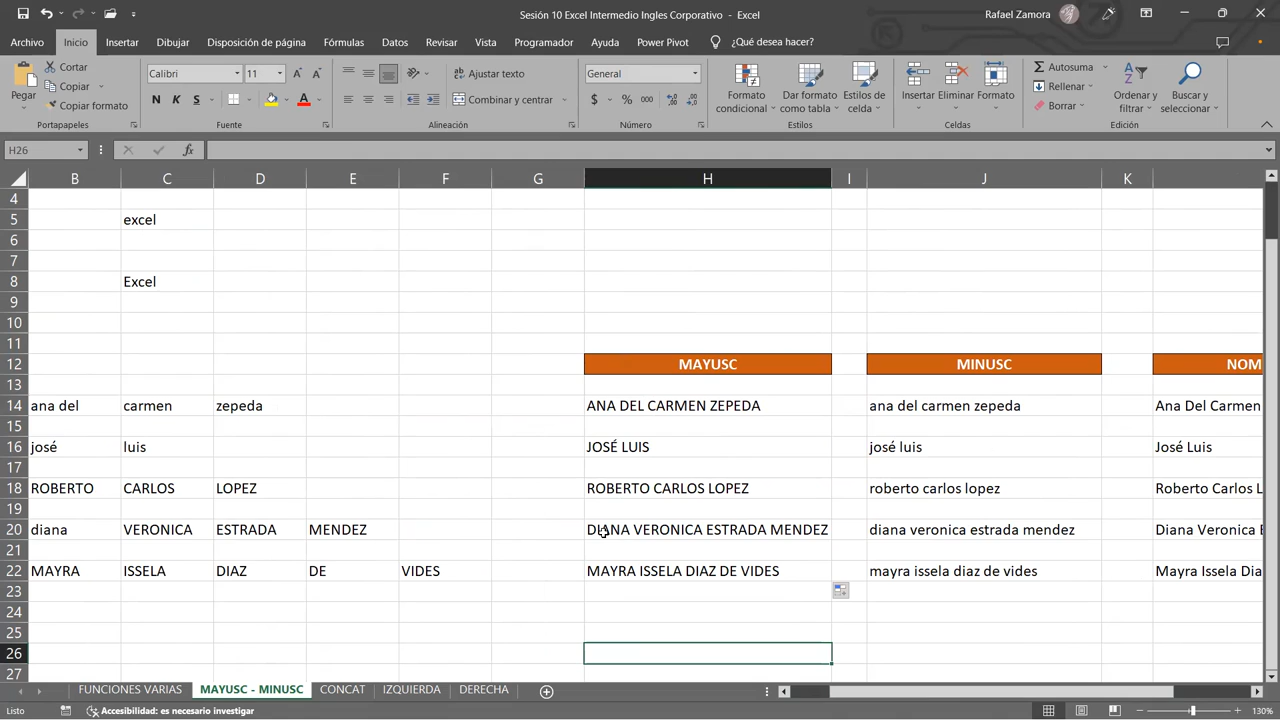 Sesión 10 Excel Intermedio Ingles Corporativo - Excel
Rafael Zamora
Archivo Inicio Insertar Dibujar Disposición de página Fórmulas Datos Revisar Vista Programador Ayuda Power Pivot ¿Qué desea hacer?
Pegar
Cortar
Copiar
Copiar formato
Portapapeles
Calibri 11
N K S
Fuente
Ajustar texto
Combinar y centrar
Alineación
General
$ % 000
Número
Formato condicional
Dar formato como tabla
Estilos de celda
Estilos
Insertar Eliminar Formato
Celdas
Autosuma
Rellenar
Borrar
Ordenar y filtrar
Buscar y seleccionar
Edición
H26 fx
B C D E F G H I J K
4
5 excel
6
7
8 Excel
9
10
11
12 MAYUSC MINUSC NOM
13
14 ana del carmen zepeda ANA DEL CARMEN ZEPEDA ana del carmen zepeda Ana Del Carmen
15
16 josé luis JOSÉ LUIS josé luis José Luis
17
18 ROBERTO CARLOS LOPEZ ROBERTO CARLOS LOPEZ roberto carlos lopez Roberto Carlos L
19
20 diana VERONICA ESTRADA MENDEZ DIANA VERONICA ESTRADA MENDEZ diana veronica estrada mendez Diana Veronica E
21
22 MAYRA ISSELA DIAZ DE VIDES MAYRA ISSELA DIAZ DE VIDES mayra issela diaz de vides Mayra Issela Dia
23
24
25
26
27
FUNCIONES VARIAS MAYUSC - MINUSC CONCAT IZQUIERDA DERECHA
Listo Accesibilidad: es necesario investigar 130%